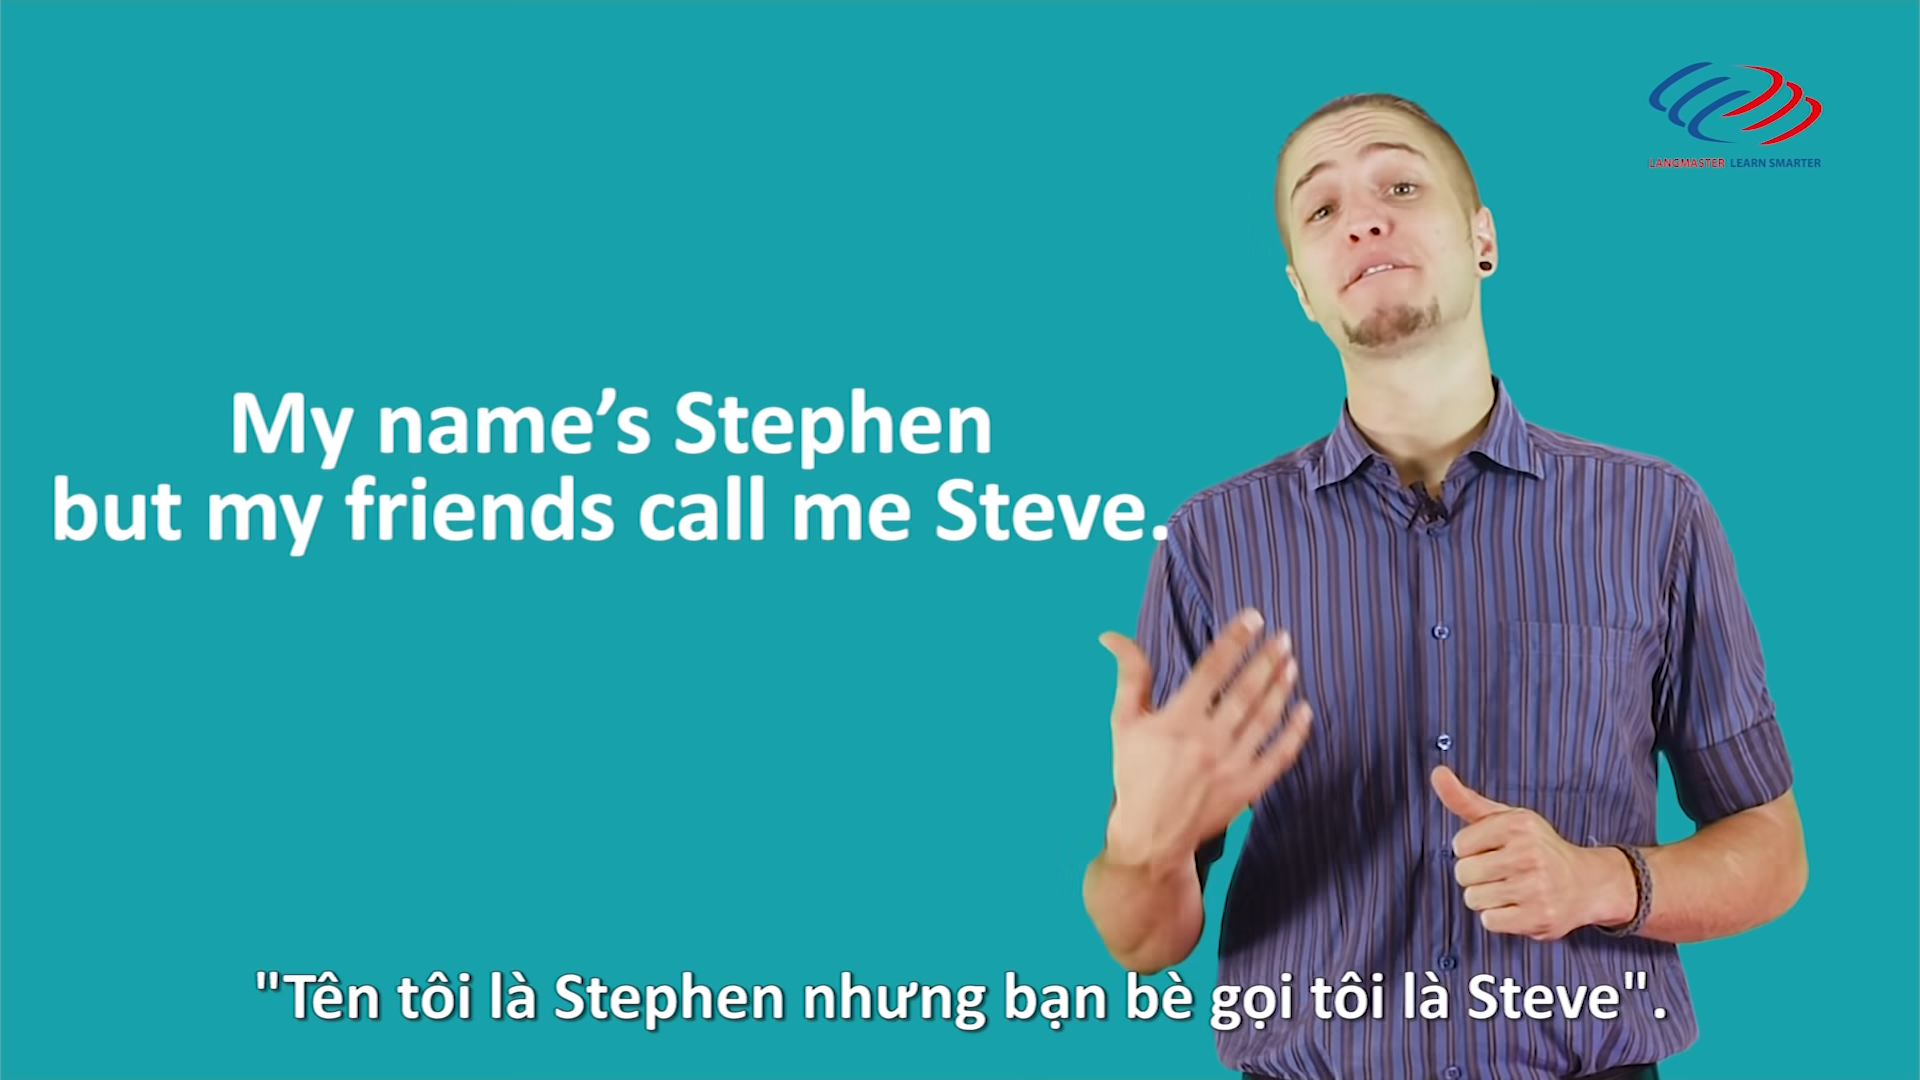 LANGMASTER LEARN SMARTER
My name’s Stephen
but my friends call me Steve.
"Tên tôi là Stephen nhưng bạn bè gọi tôi là Steve".